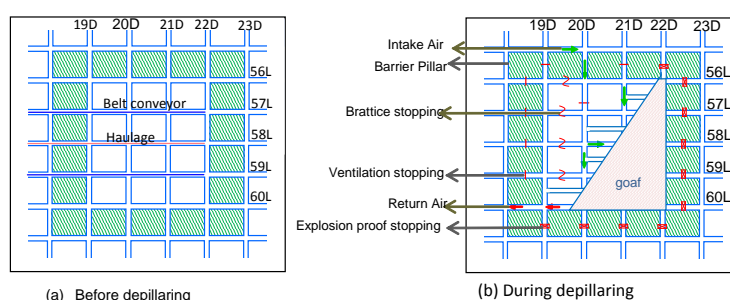 19D 20D 21D 22D 23D
56L
57L
Belt conveyor
58L
Haulage
59L
60L
(a) Before depillaring
19D 20D 21D 22D 23D
Intake Air
Barrier Pillar
56L
57L
Brattice stopping
58L
Ventilation stopping
59L
goaf
Return Air
60L
Explosion proof stopping
(b) During depillaring